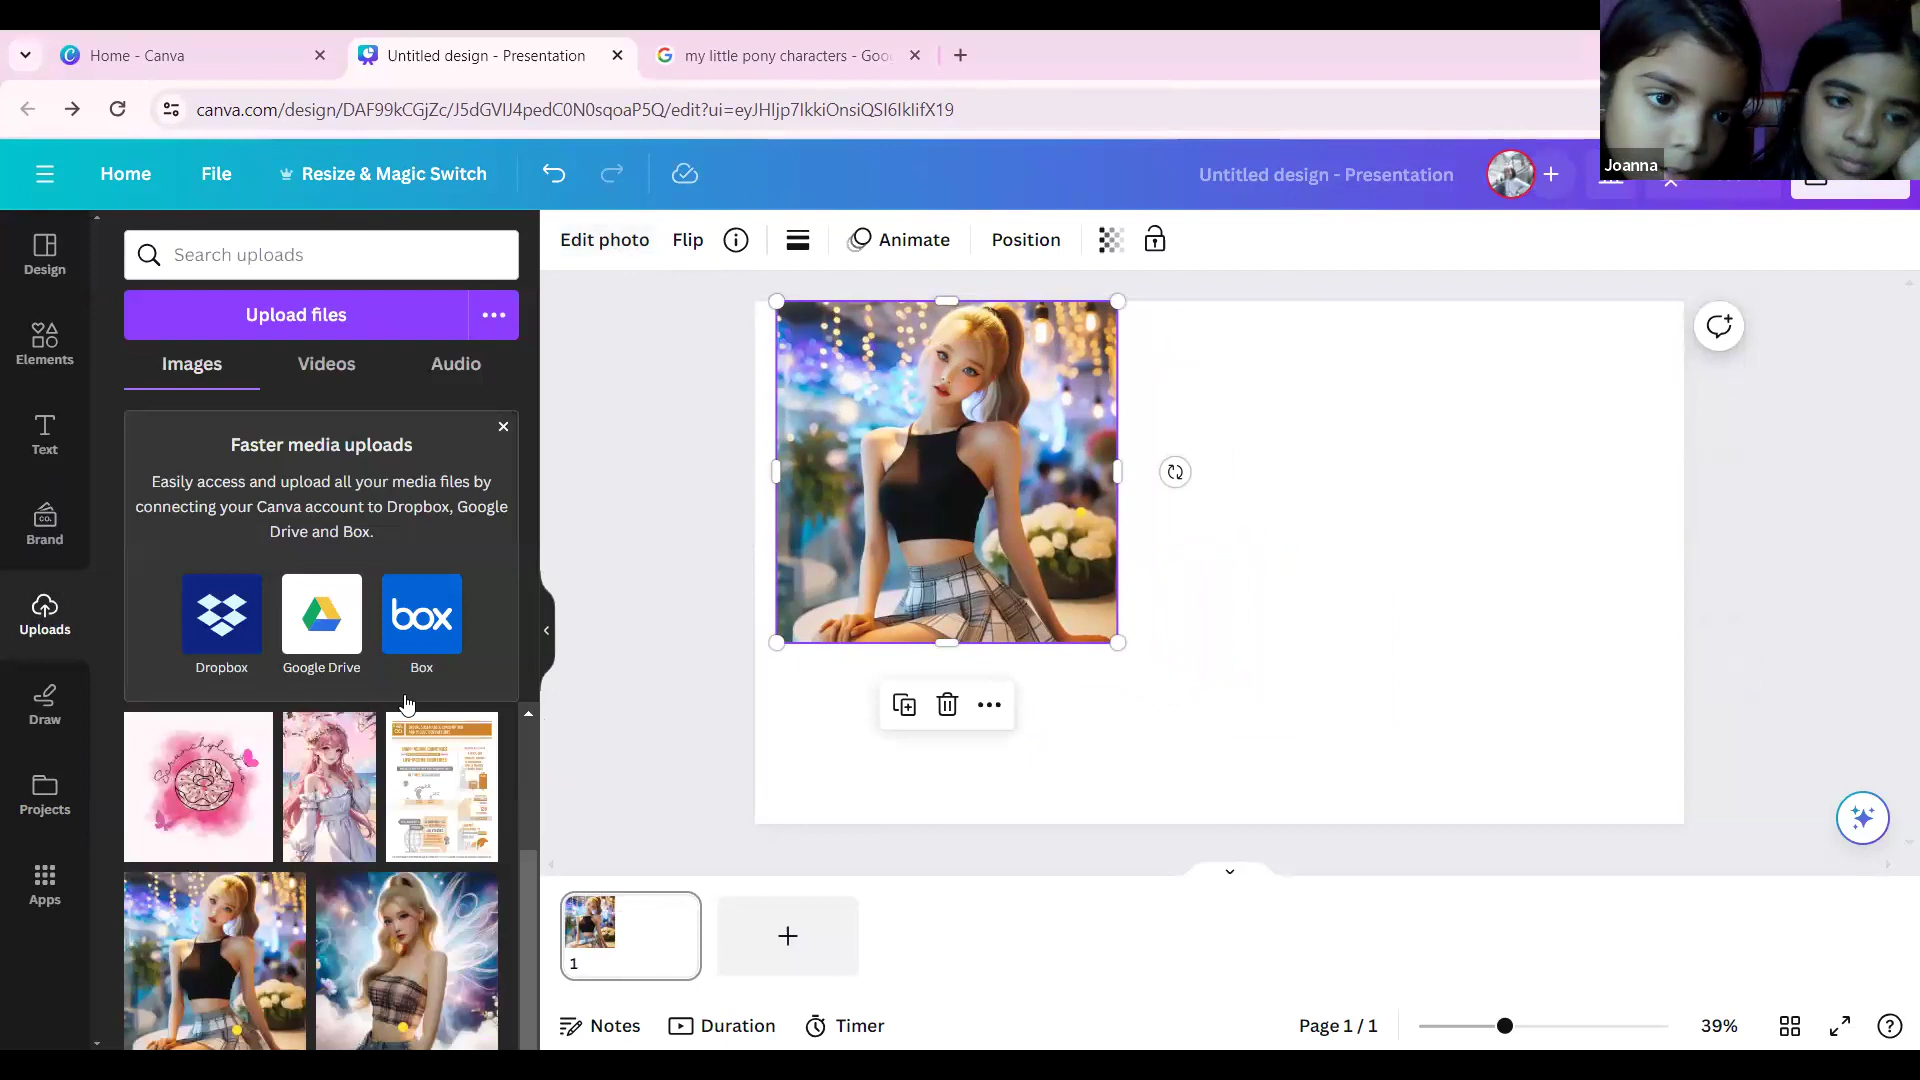 Home - Canva
Untitled design - Presentation
my little pony characters - Goo
canva.com/design/DAF99kCGjZc/J5dGVlJ4pedC0N0sqoaP5Q/edit?ui=eyJHIjp7IkkiOnsiQSI6IkIifX19
Joanna
Home
File
Resize & Magic Switch
Untitled design - Presentation
Design
Elements
Text
Brand
Uploads
Draw
Projects
Apps
Search uploads
Upload files
Images
Videos
Audio
Faster media uploads
Easily access and upload all your media files by
connecting your Canva account to Dropbox, Google
Drive and Box.
box
Dropbox
Google Drive
Box
Edit photo
Flip
Animate
Position
1
Notes
Duration
Timer
Page 1 / 1
39%